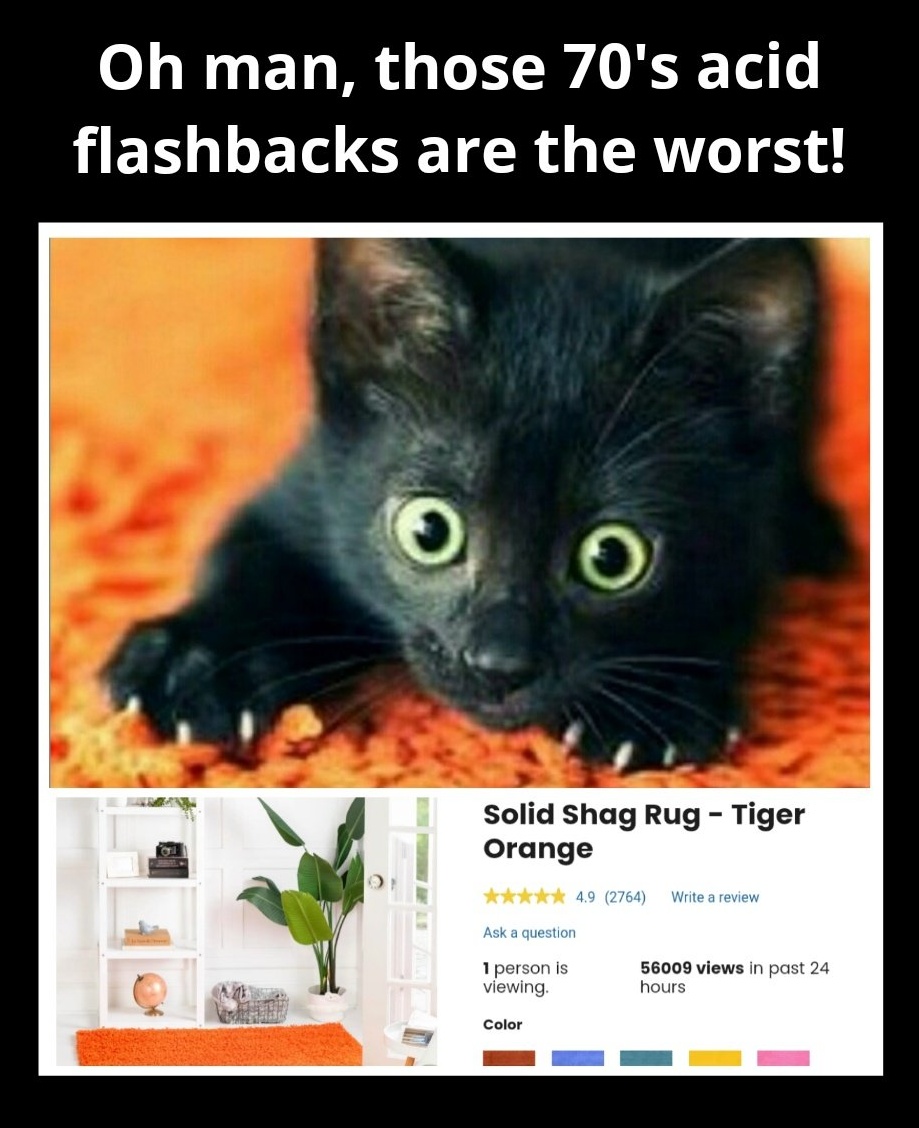 Oh man, those 70's acid
flashbacks are the worst!
Solid Shag Rug - Tiger
Orange
4.9 (2764) Write a review
Ask a question
1 person is
viewing.
56009 views in past 24
hours
Color